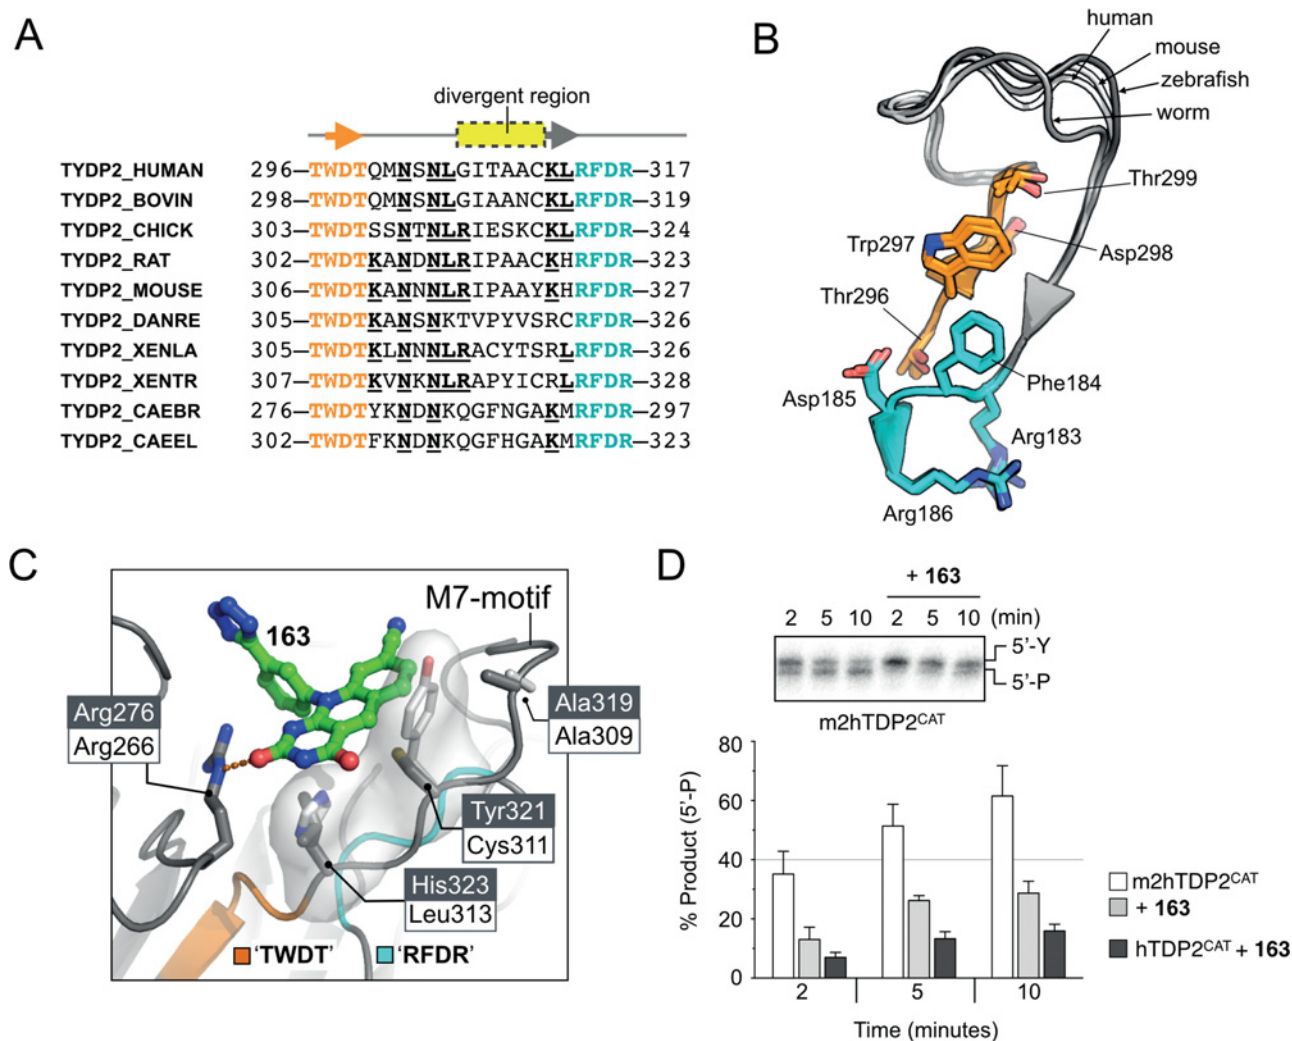 A
divergent region
TYDP2_HUMAN 296–TWDTQMNSNLGITAACKLRFDR–317
TYDP2_BOVIN 298–TWDTQMNSNLGIAANCKLRFDR–319
TYDP2_CHICK 303–TWDTSSNTNLRIESKCKLRFDR–324
TYDP2_RAT 302–TWDTKANDNLRIPAACKHRFDR–323
TYDP2_MOUSE 306–TWDTKANNNLRIPAAYKHRFDR–327
TYDP2_DANRE 305–TWDTKANSNKTVPYVSRCRFDR–326
TYDP2_XENLA 305–TWDTKLNNNLRACYTSRLRFDR–326
TYDP2_XENTR 307–TWDTKVNKNLRAPYICRLRFDR–328
TYDP2_CAEBR 276–TWDTYKNDNKQGFNGAKMRFDR–297
TYDP2_CAEEL 302–TWDTFKNDNKQGFHGAKMRFDR–323
B
human
mouse
zebrafish
worm
Thr299
Trp297
Asp298
Thr296
Phe184
Asp185
Arg183
Arg186
C
M7-motif
163
Arg276
Arg266
Ala319
Ala309
Tyr321
Cys311
His323
Leu313
'TWDT' 'RFDR'
D
+ 163
2 5 10 2 5 10 (min)
5'-Y
5'-P
m2hTDP2CAT
% Product (5'-P)
80
60
40
20
0
2 5 10
Time (minutes)
m2hTDP2CAT
+ 163
hTDP2CAT + 163